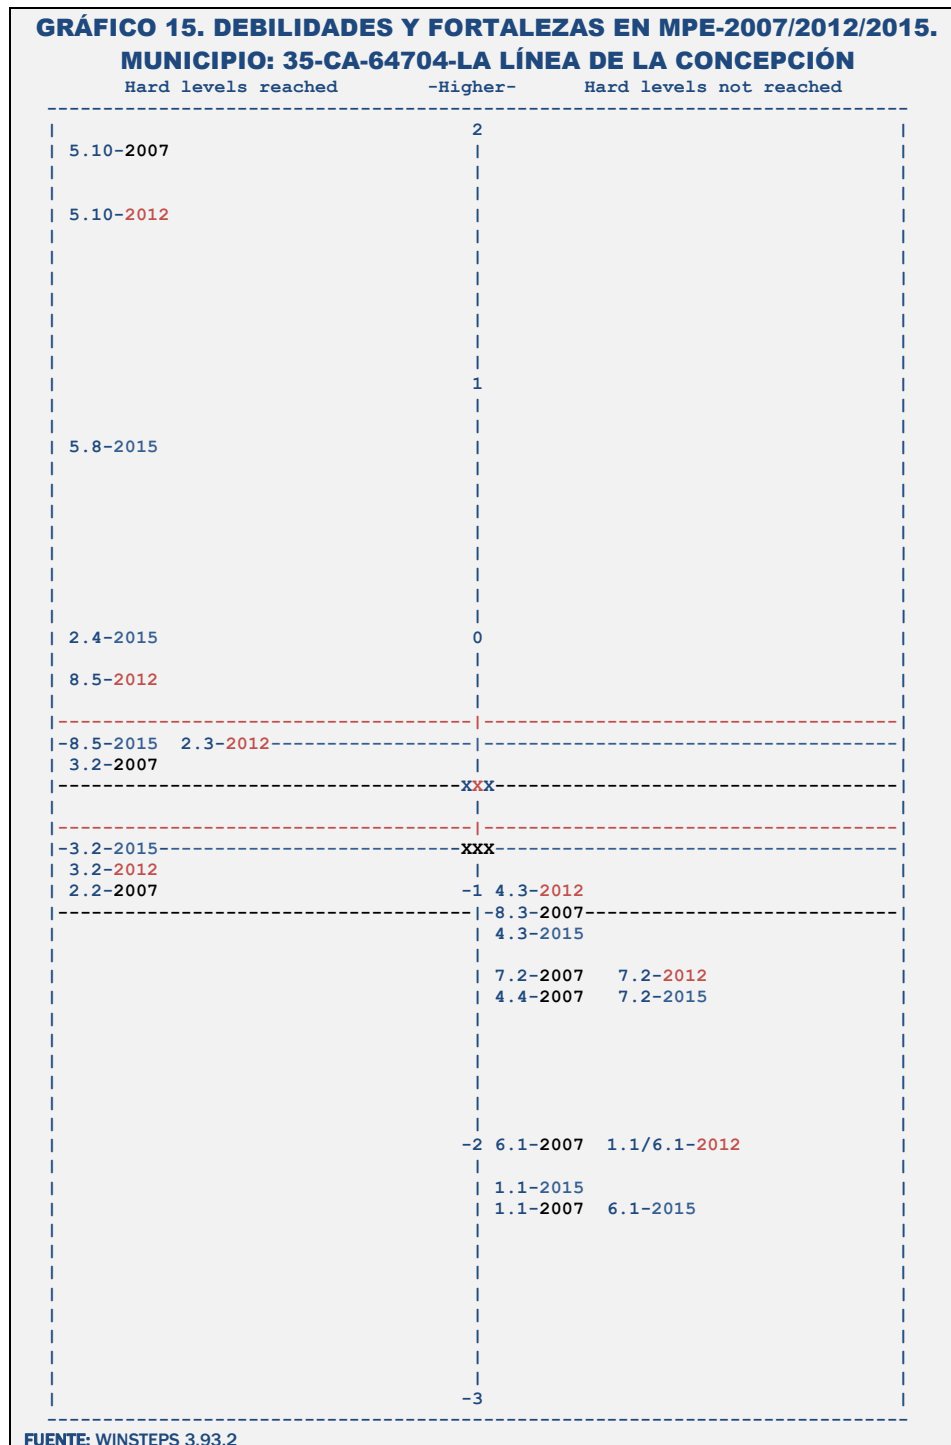 GRÁFICO 15. DEBILIDADES Y FORTALEZAS EN MPE-2007/2012/2015.
MUNICIPIO: 35-CA-64704-LA LÍNEA DE LA CONCEPCIÓN
Hard levels reached -Higher- Hard levels not reached
2
5.10-2007
5.10-2012
1
5.8-2015
2.4-2015 0
8.5-2012
-8.5-2015 2.3-2012
3.2-2007
XXX
-3.2-2015 XXX
3.2-2012
2.2-2007 -1 4.3-2012
-8.3-2007
4.3-2015
7.2-2007 7.2-2012
4.4-2007 7.2-2015
-2 6.1-2007 1.1/6.1-2012
1.1-2015
1.1-2007 6.1-2015
-3
FUENTE: WINSTEPS 3.93.2